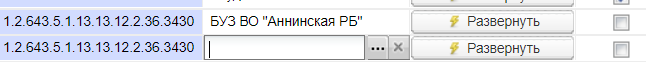 1.2.643.5.1.13.13.12.2.36.3430 БУЗ ВО "Аннинская РБ" Развернуть
1.2.643.5.1.13.13.12.2.36.3430 ... × Развернуть